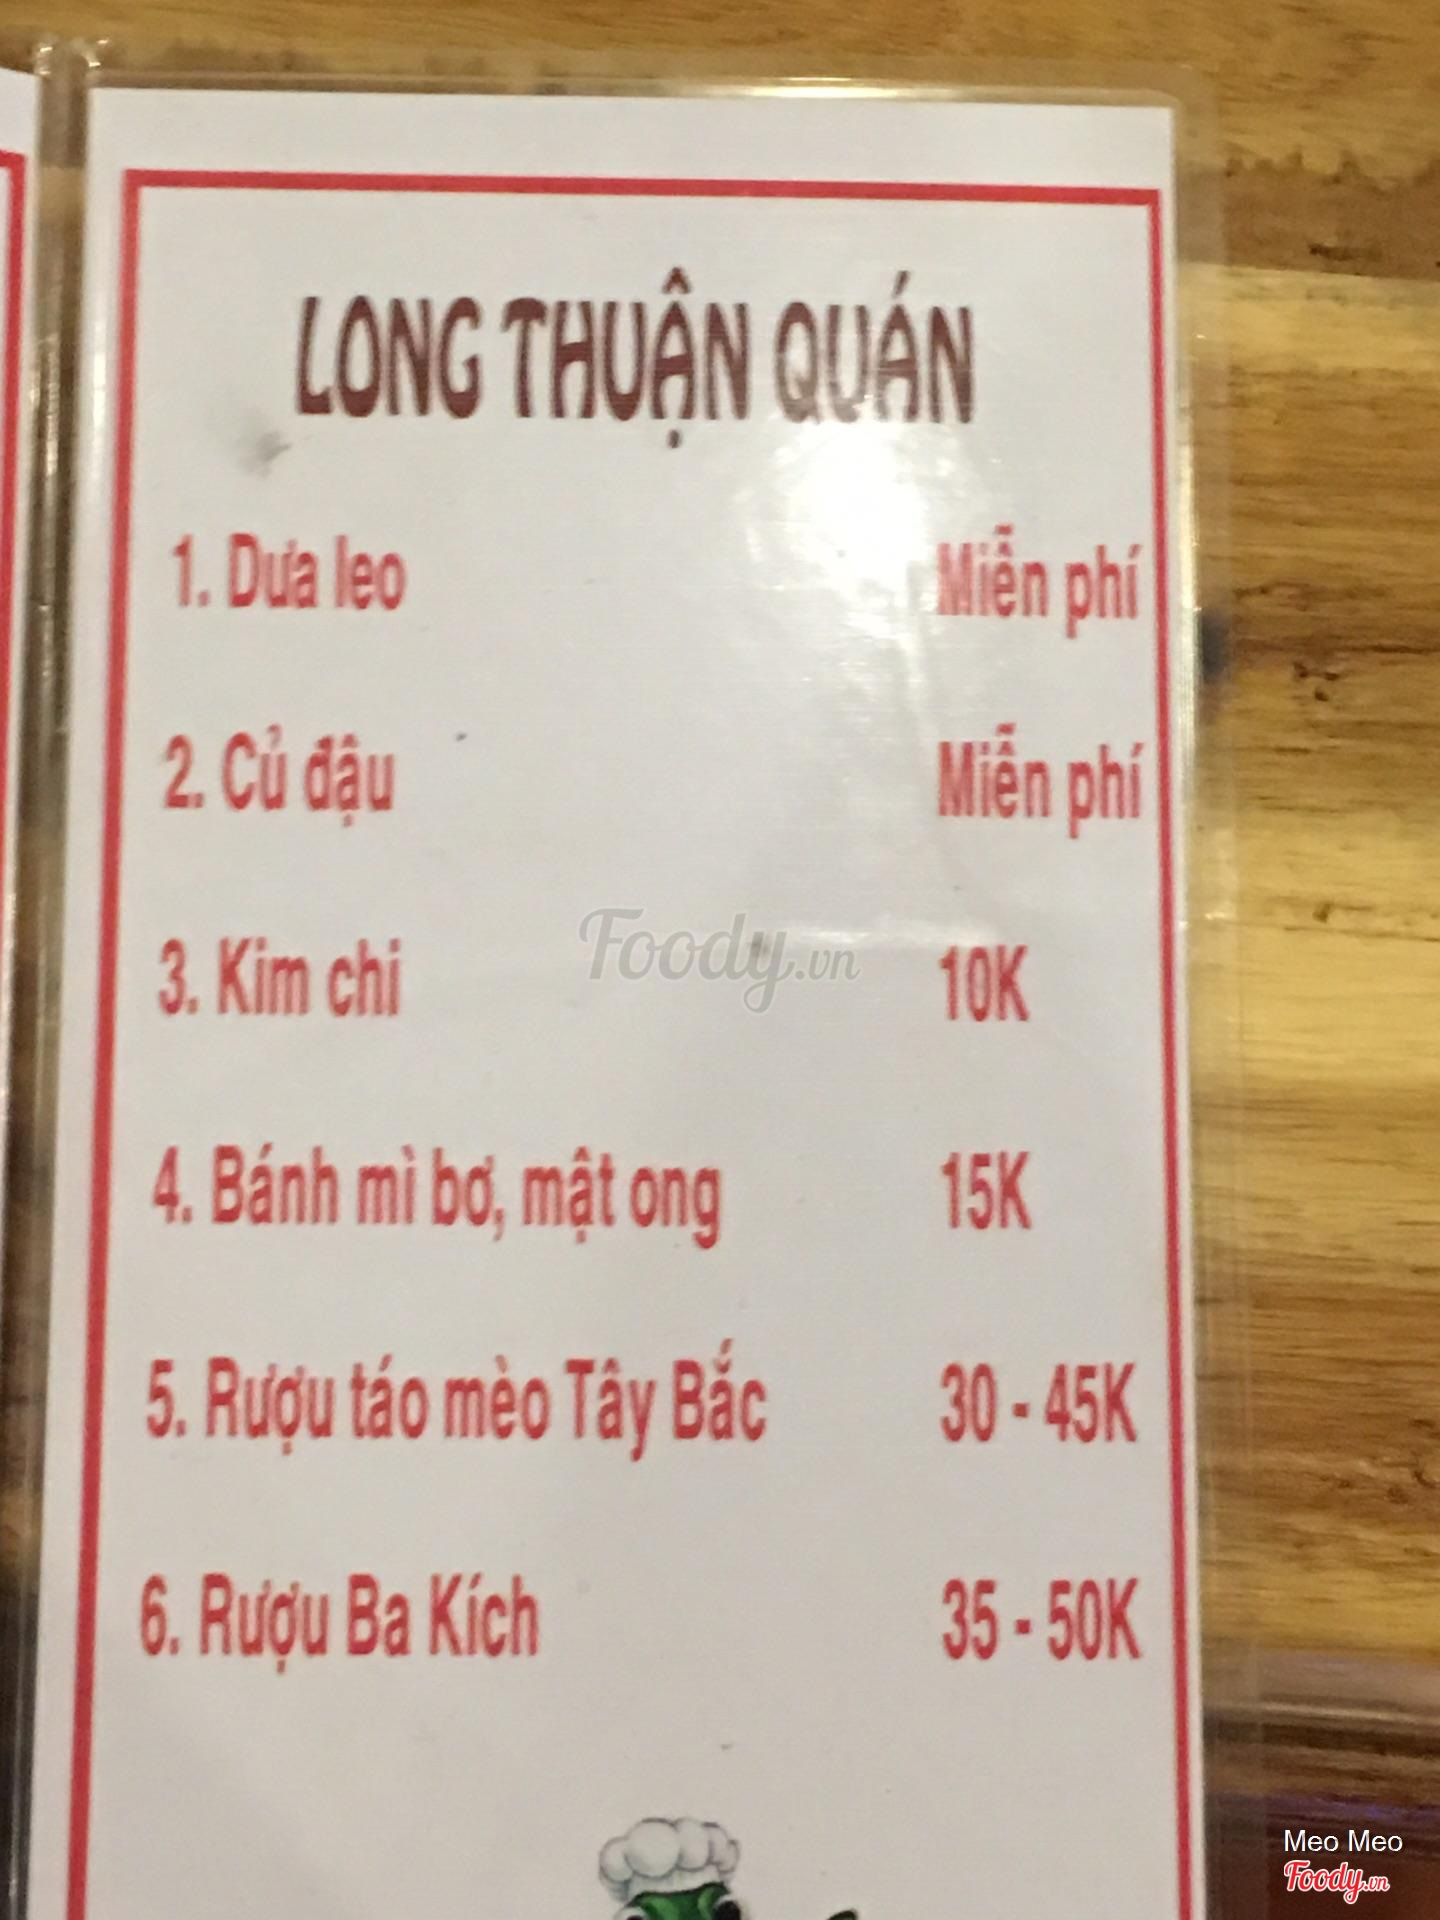 LONG THUẬN QUÁN
1. Dưa leo Miễn phí
2. Củ đậu Miễn phí
Foody.vn
3. Kim chi 10K
4. Bánh mì bơ, mật ong 15K
5. Rượu táo mèo Tây Bắc 30 - 45K
6. Rượu Ba Kích 35 - 50K
Meo Meo
Foody.vn